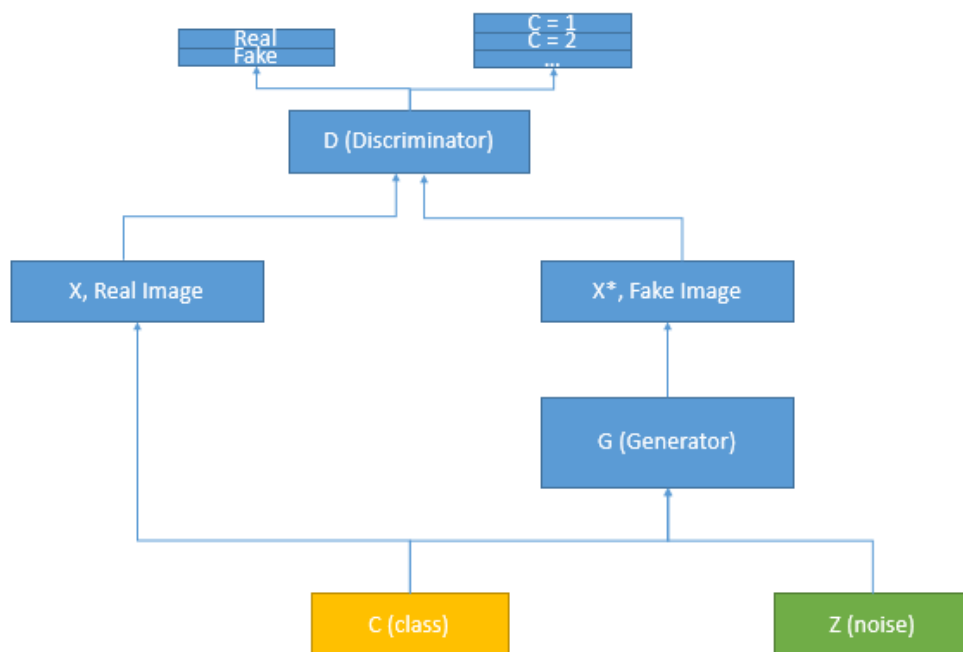 Real
Fake
C = 1
C = 2
...
D (Discriminator)
X, Real Image
X*, Fake Image
G (Generator)
C (class)
Z (noise)